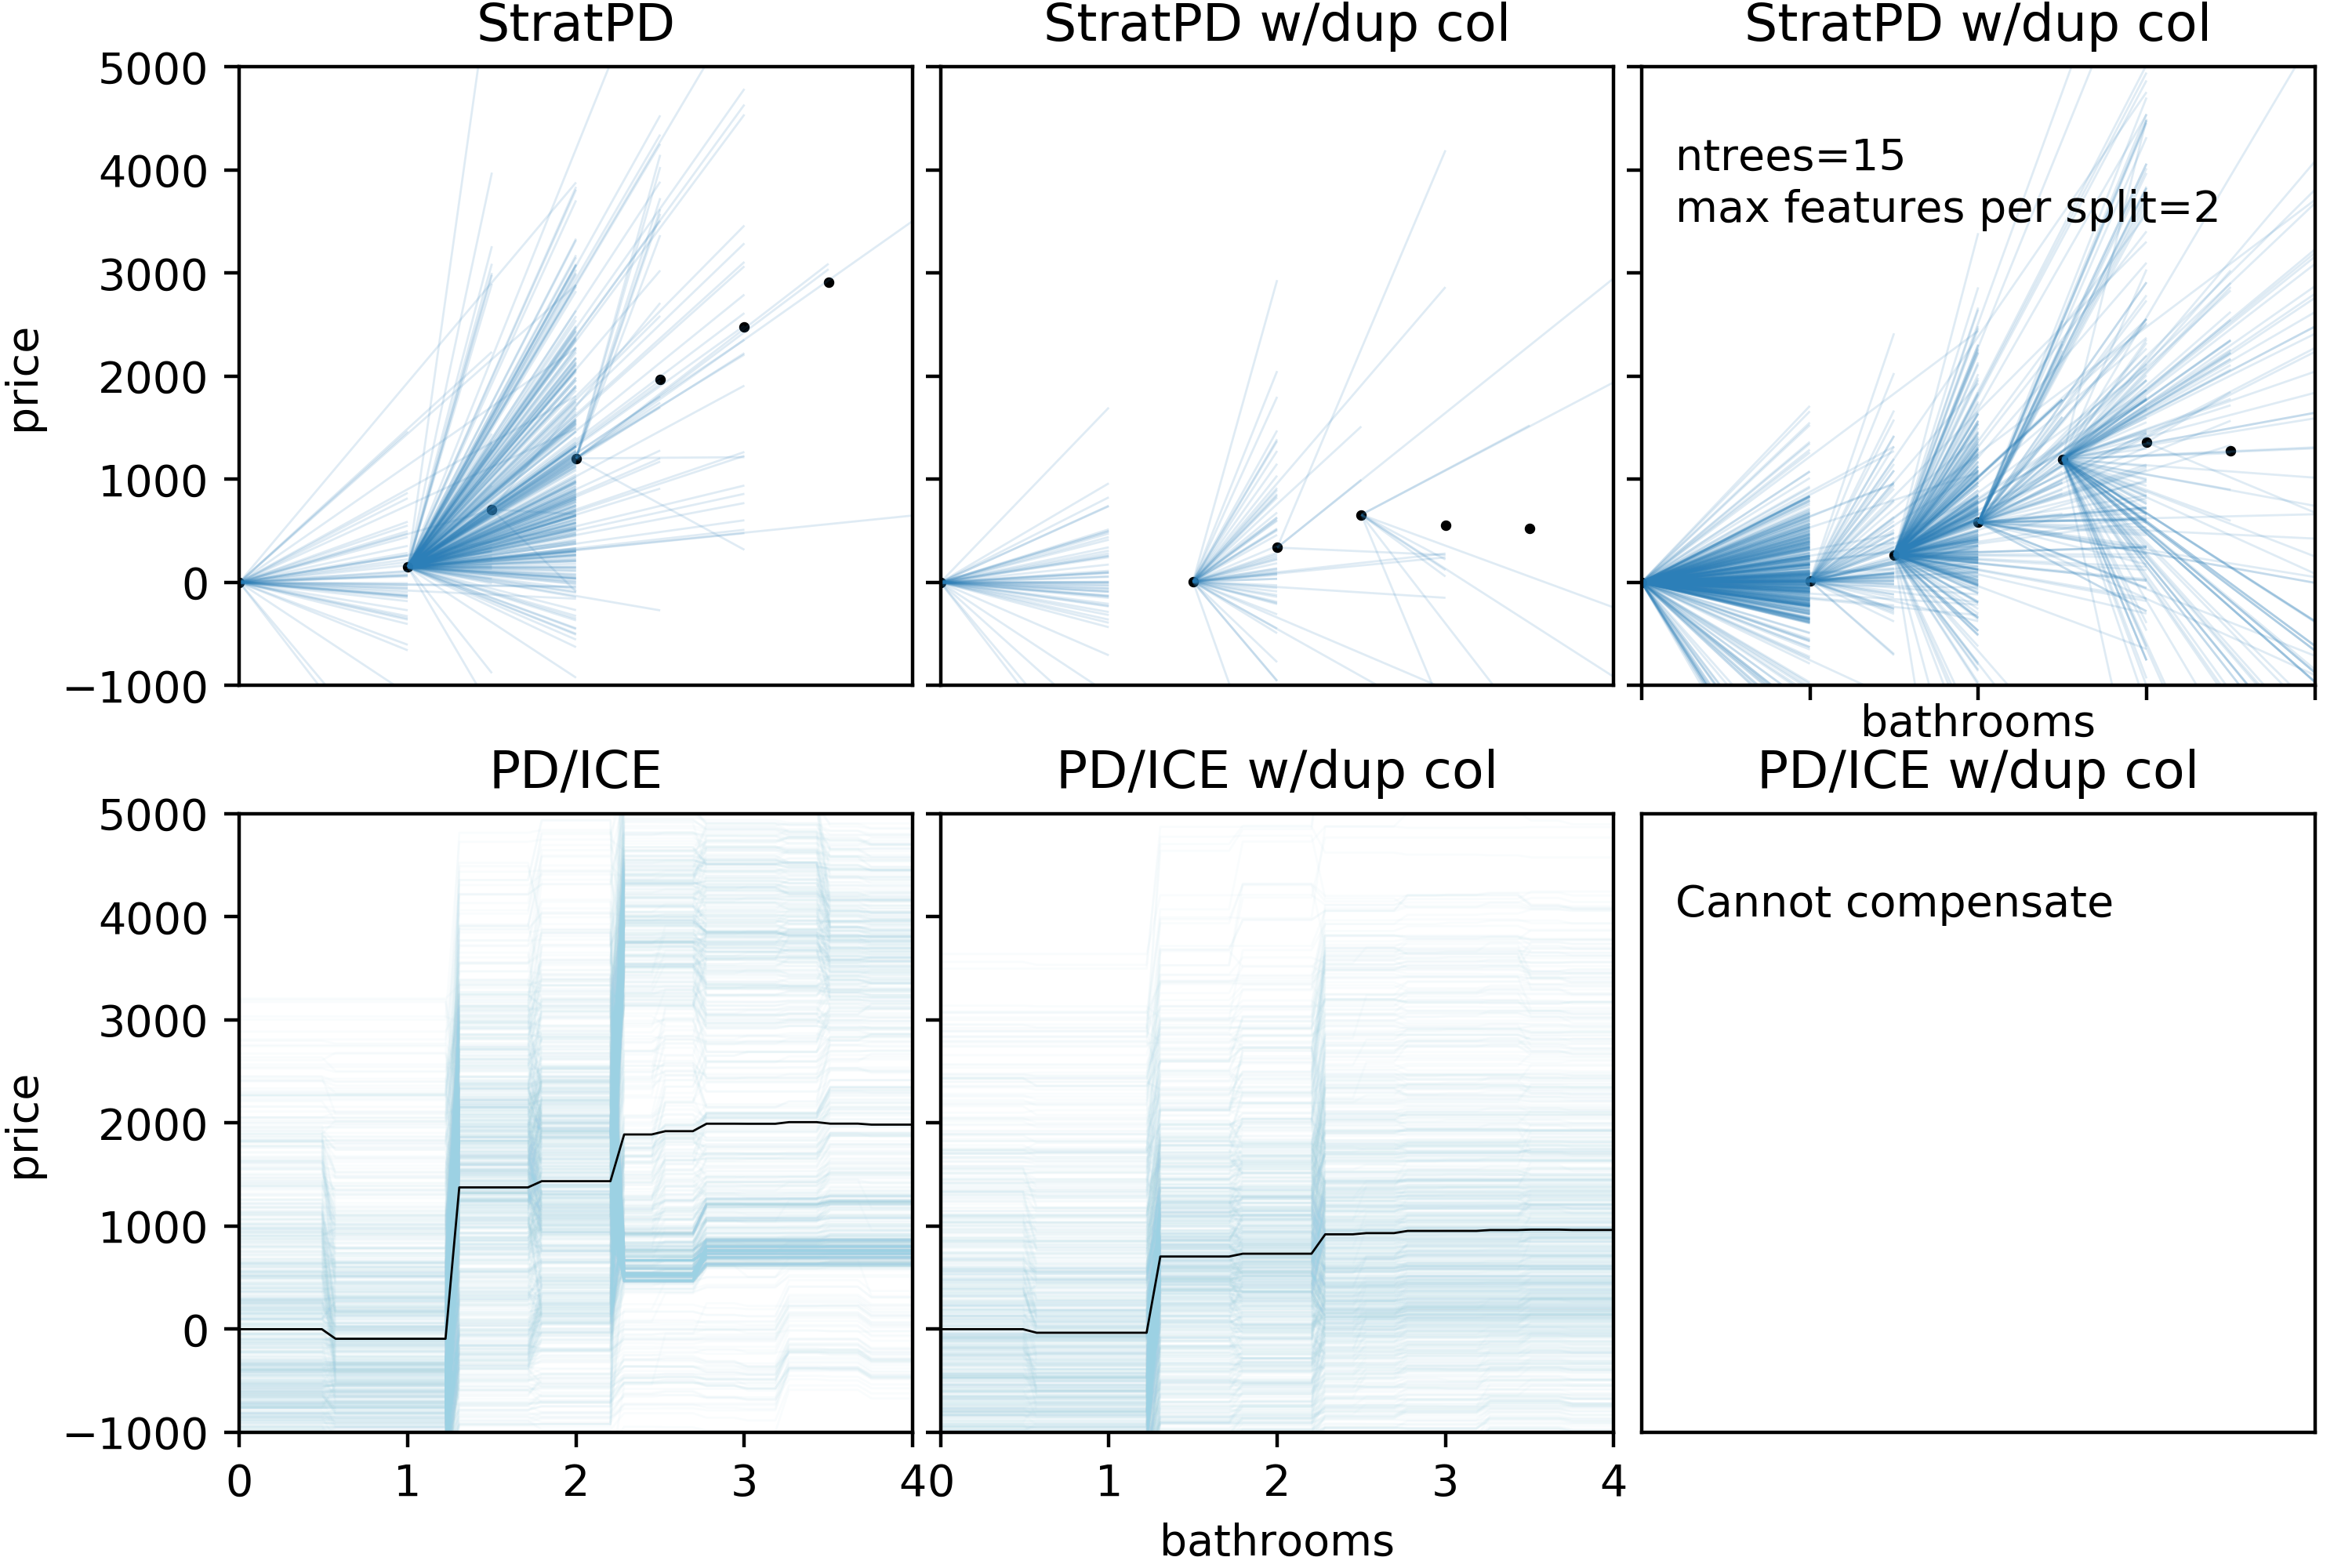 StratPD
StratPD w/dup col
StratPD w/dup col
5000
4000
3000
2000
1000
0
−1000
price
ntrees=15
max features per split=2
bathrooms
PD/ICE
PD/ICE w/dup col
PD/ICE w/dup col
5000
4000
3000
2000
1000
0
−1000
price
Cannot compensate
0 1 2 3 4
0 1 2 3 4
bathrooms